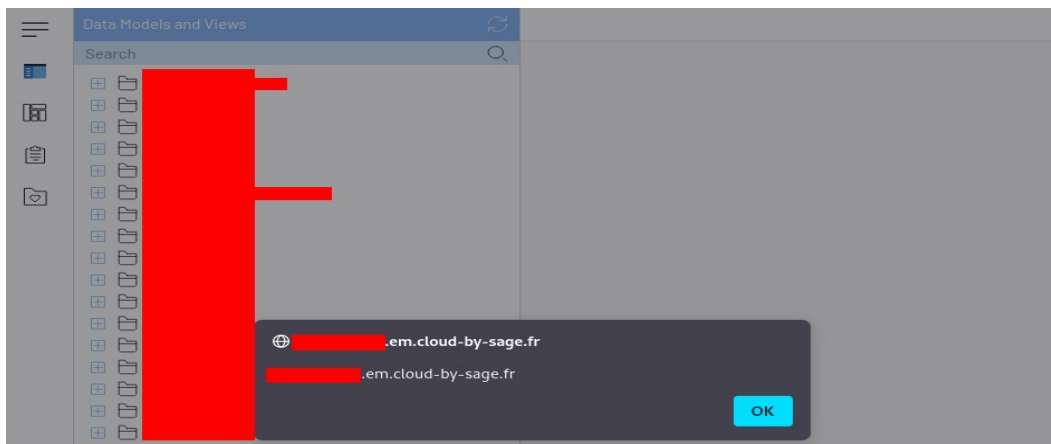 Data Models and Views
Search
.em.cloud-by-sage.fr
.em.cloud-by-sage.fr
OK